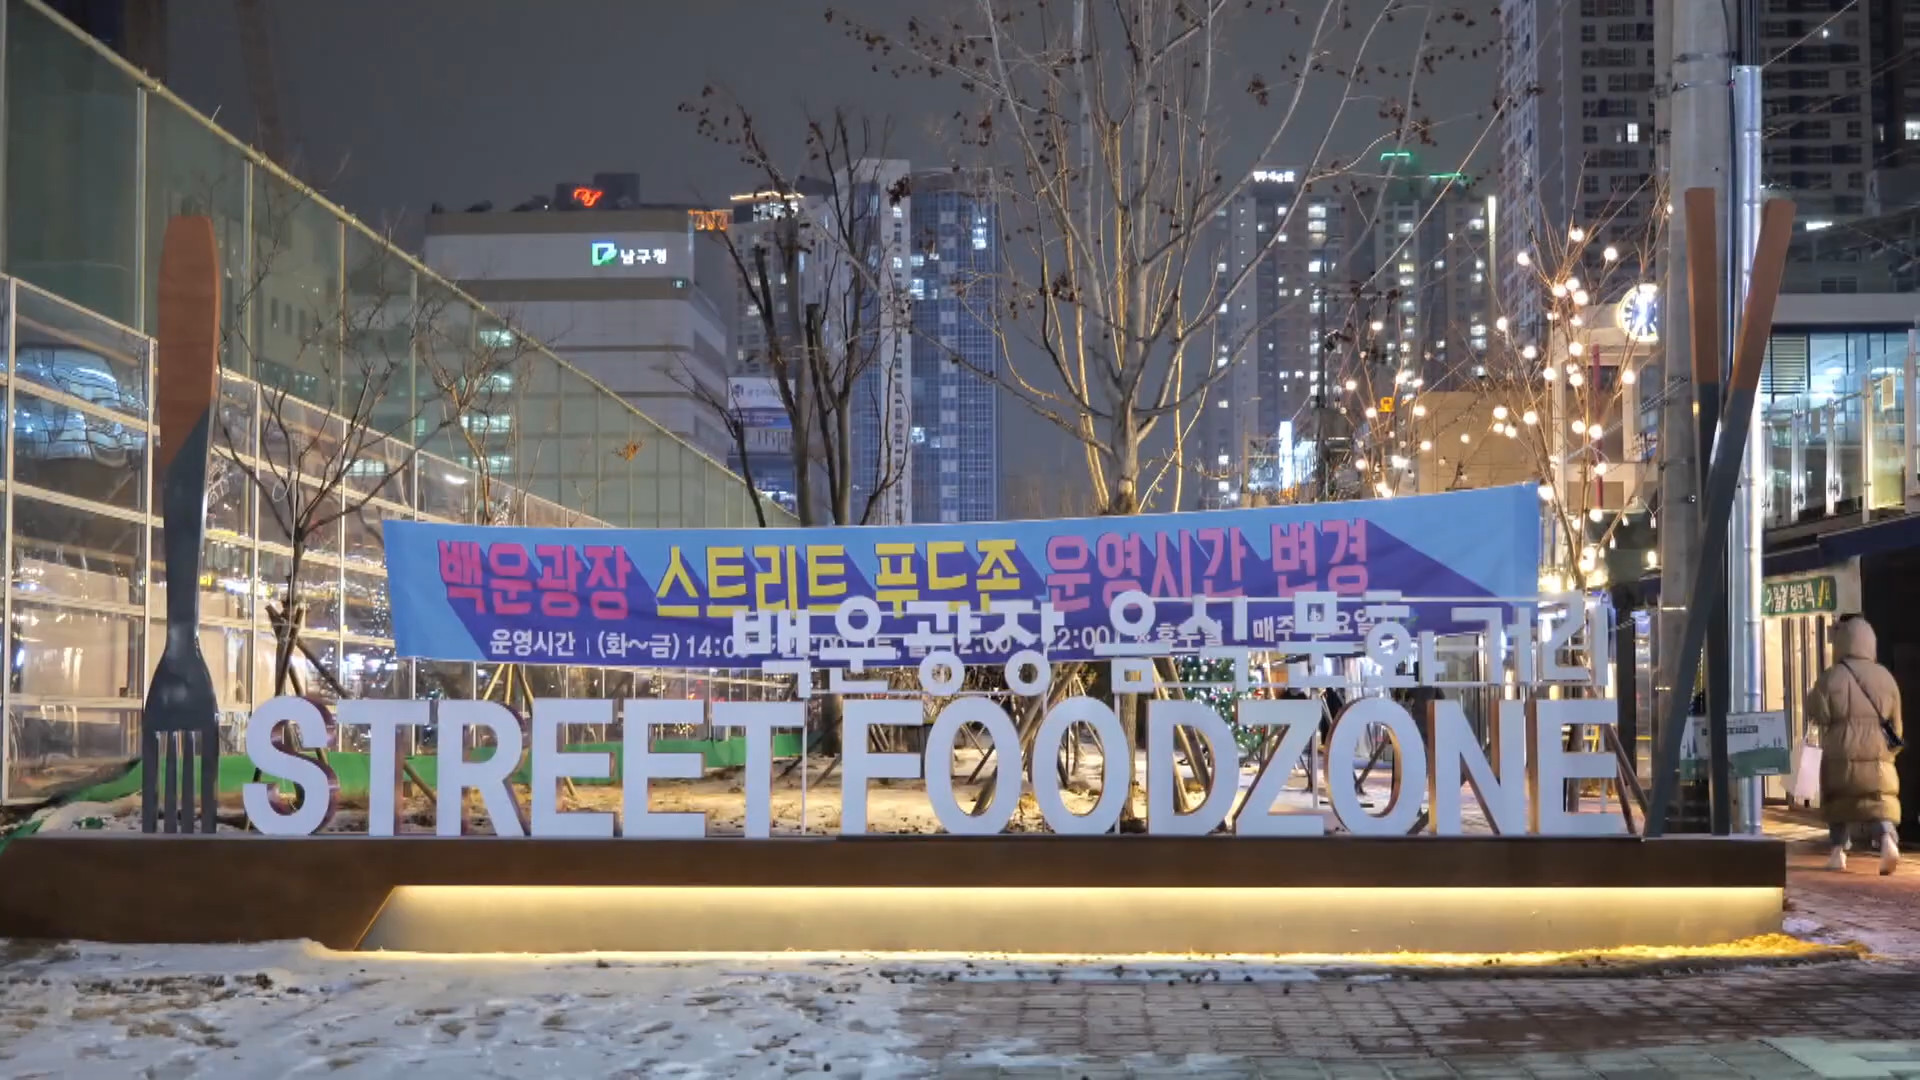 남구청
백운광장 스트리트 푸드존 운영시간 변경
운영시간 | (화~금) 14:0
백운광장 음식문화거리
STREET FOODZONE